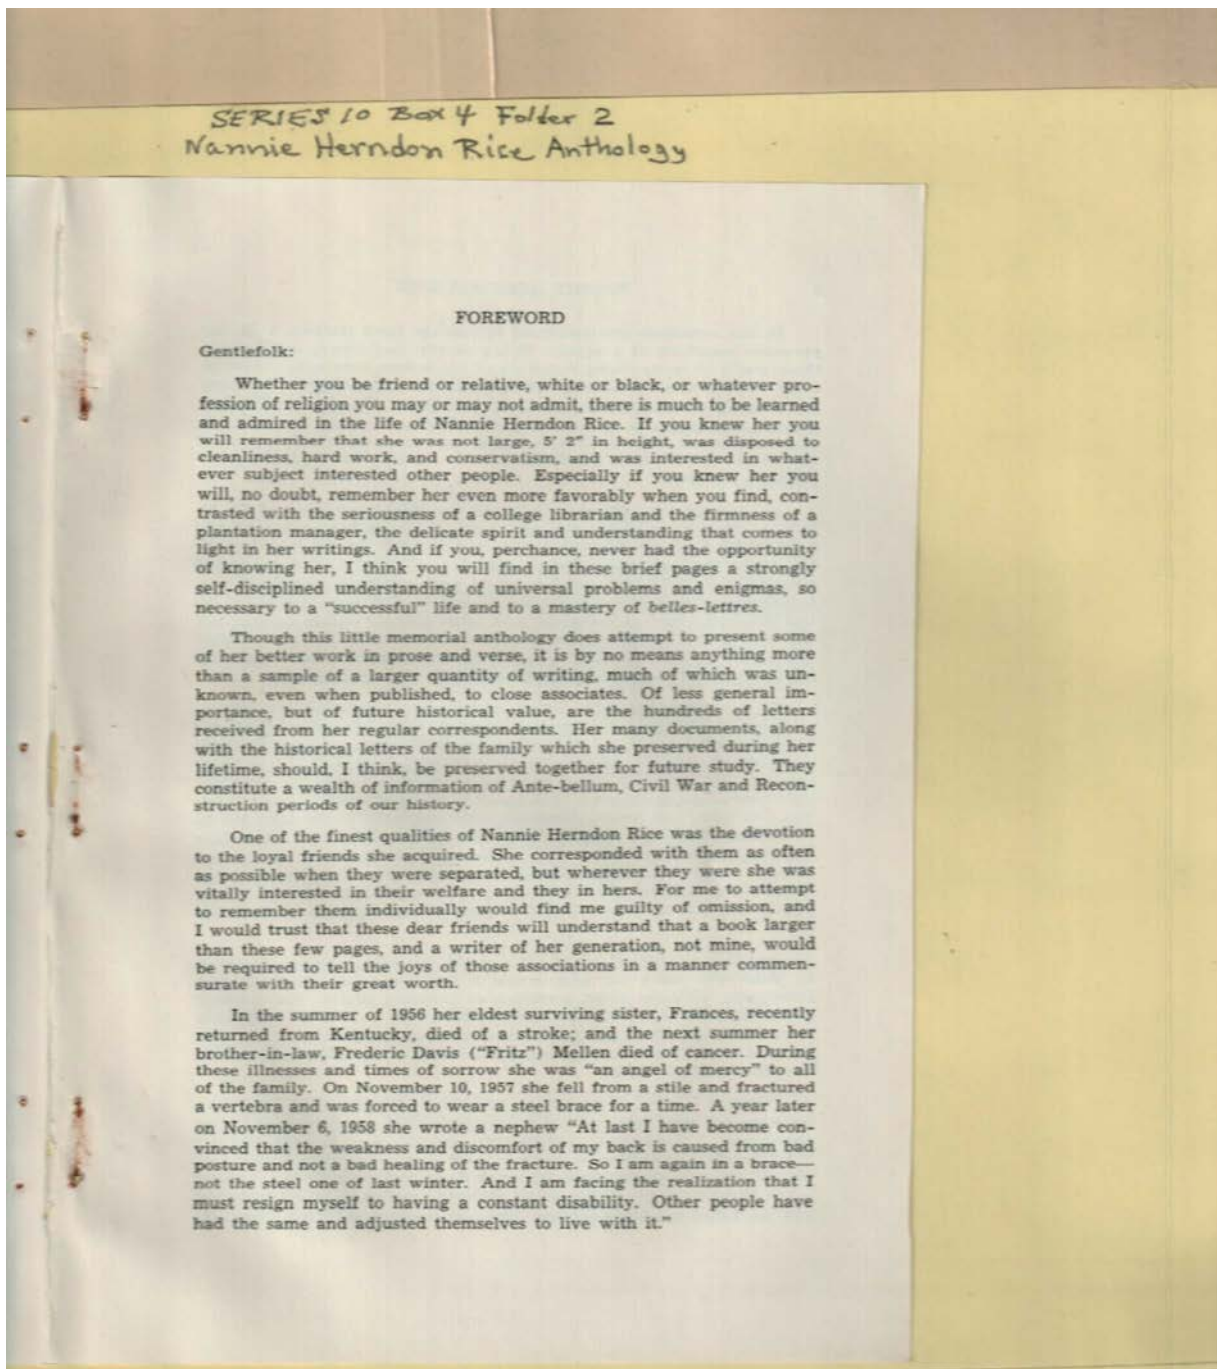 SERIES 10 Box 4 Folder 2
Nannie Herndon Rice Anthology
FOREWORD
Gentlefolk:
Whether you be friend or relative, white or black, or whatever pro-
fession of religion you may or may not admit, there is much to be learned
and admired in the life of Nannie Herndon Rice. If you knew her you
will remember that she was not large, 5' 2" in height, was disposed to
cleanliness, hard work, and conservatism, and was interested in what-
ever subject interested other people. Especially if you knew her you
will, no doubt, remember her even more favorably when you find, con-
trasted with the seriousness of a college librarian and the firmness of a
plantation manager, the delicate spirit and understanding that comes to
light in her writings. And if you, perchance, never had the opportunity
of knowing her, I think you will find in these brief pages a strongly
self-disciplined understanding of universal problems and enigmas, so
necessary to a "successful" life and to a mastery of belles-lettres.
Though this little memorial anthology does attempt to present some
of her better work in prose and verse, it is by no means anything more
than a sample of a larger quantity of writing, much of which was un-
known, even when published, to close associates. Of less general im-
portance, but of future historical value, are the hundreds of letters
received from her regular correspondents. Her many documents, along
with the historical letters of the family which she preserved during her
lifetime, should, I think, be preserved together for future study. They
constitute a wealth of information of Ante-bellum, Civil War and Recon-
struction periods of our history.
One of the finest qualities of Nannie Herndon Rice was the devotion
to the loyal friends she acquired. She corresponded with them as often
as possible when they were separated, but wherever they were she was
vitally interested in their welfare and they in hers. For me to attempt
to remember them individually would find me guilty of omission, and
I would trust that these dear friends will understand that a book larger
than these few pages, and a writer of her generation, not mine, would
be required to tell the joys of those associations in a manner commen-
surate with their great worth.
In the summer of 1956 her eldest surviving sister, Frances, recently
returned from Kentucky, died of a stroke; and the next summer her
brother-in-law, Frederic Davis ("Fritz") Mellen died of cancer. During
these illnesses and times of sorrow she was "an angel of mercy" to all
of the family. On November 10, 1957 she fell from a stile and fractured
a vertebra and was forced to wear a steel brace for a time. A year later
on November 6, 1958 she wrote a nephew "At last I have become con-
vinced that the weakness and discomfort of my back is caused from bad
posture and not a bad healing of the fracture. So I am again in a brace—
not the steel one of last winter. And I am facing the realization that I
must resign myself to having a constant disability. Other people have
had the same and adjusted themselves to live with it."